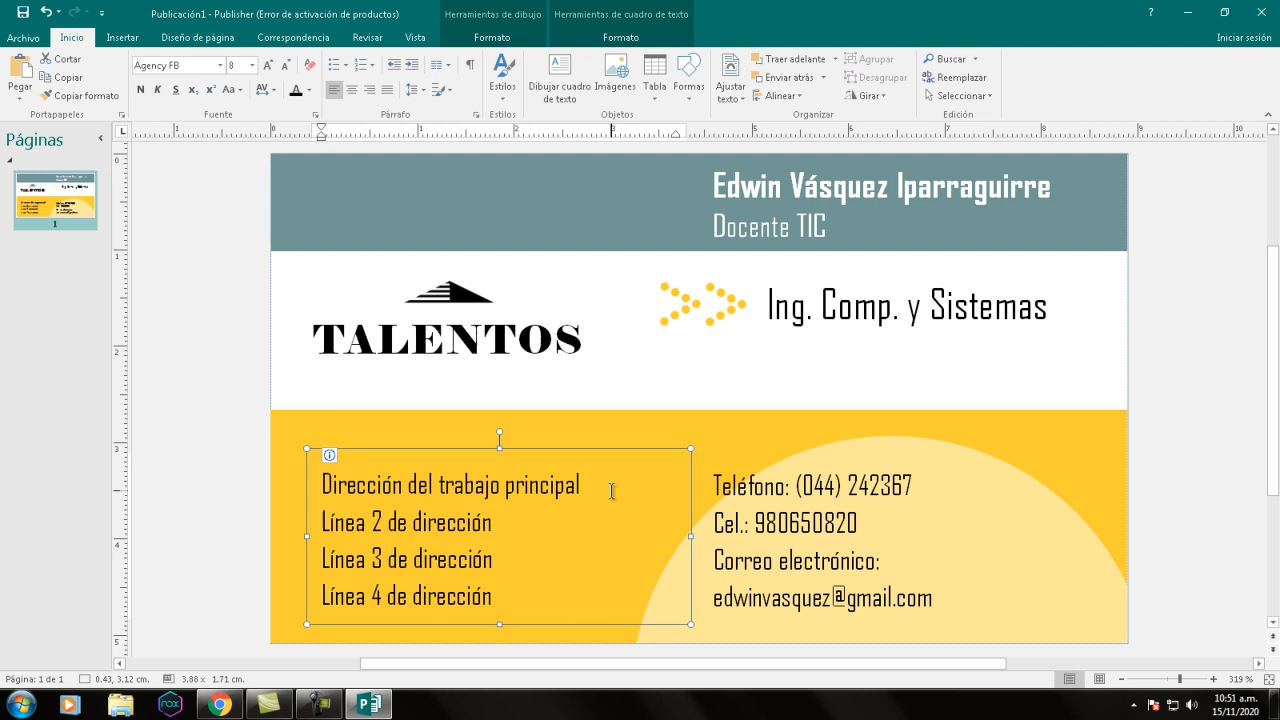 Publicación1 - Publisher (Error de activación de productos)
Herramientas de dibujo
Herramientas de cuadro de texto
Archivo
Inicio
Insertar
Diseño de página
Correspondencia
Revisar
Vista
Formato
Formato
Iniciar sesión
Pegar
Cortar
Copiar
Copiar formato
Portapapeles
Agency FB
8
N K S x₂ x² Aa AV A
Fuente
Párrafo
Estilos
Estilos
Dibujar cuadro de texto
Imágenes
Tabla
Formas
Objetos
Ajustar texto
Traer adelante
Enviar atrás
Alinear
Agrupar
Desagrupar
Girar
Organizar
Buscar
Reemplazar
Selección
Edición
Páginas
1
Edwin Vásquez Iparraguirre
Docente TIC
TALENTOS
Ing. Comp. y Sistemas
Dirección del trabajo principal
Línea 2 de dirección
Línea 3 de dirección
Línea 4 de dirección
Teléfono: (044) 242367
Cel.: 980650820
Correo electrónico:
edwinvasquez@gmail.com
Página: 1 de 1
0.43, 3.12 cm.
3.88 x 1.71 cm.
319 %
10:51 a.m.
15/11/2020